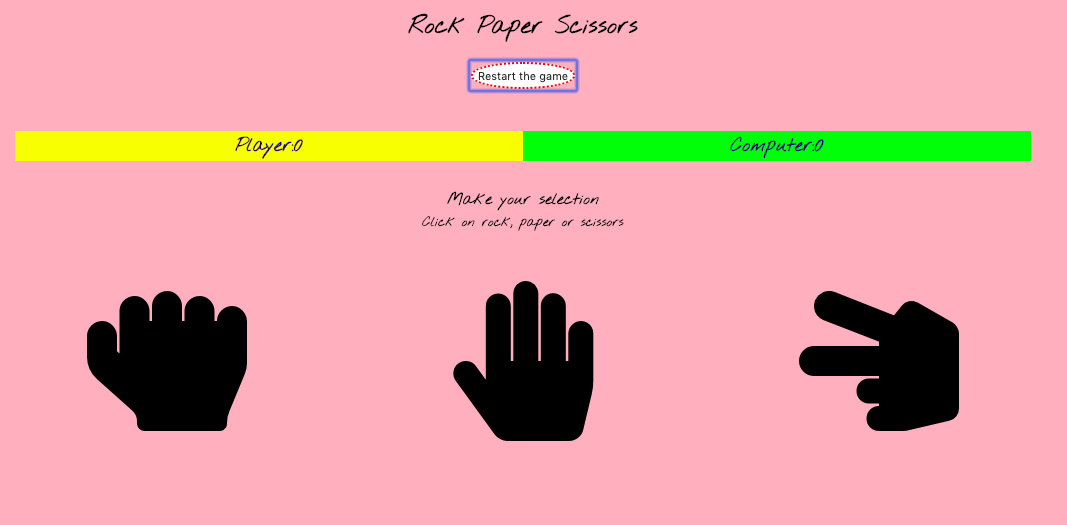 Rock Paper Scissors
Restart the game
Player:0
Computer:0
Make your selection
Click on rock, paper or scissors